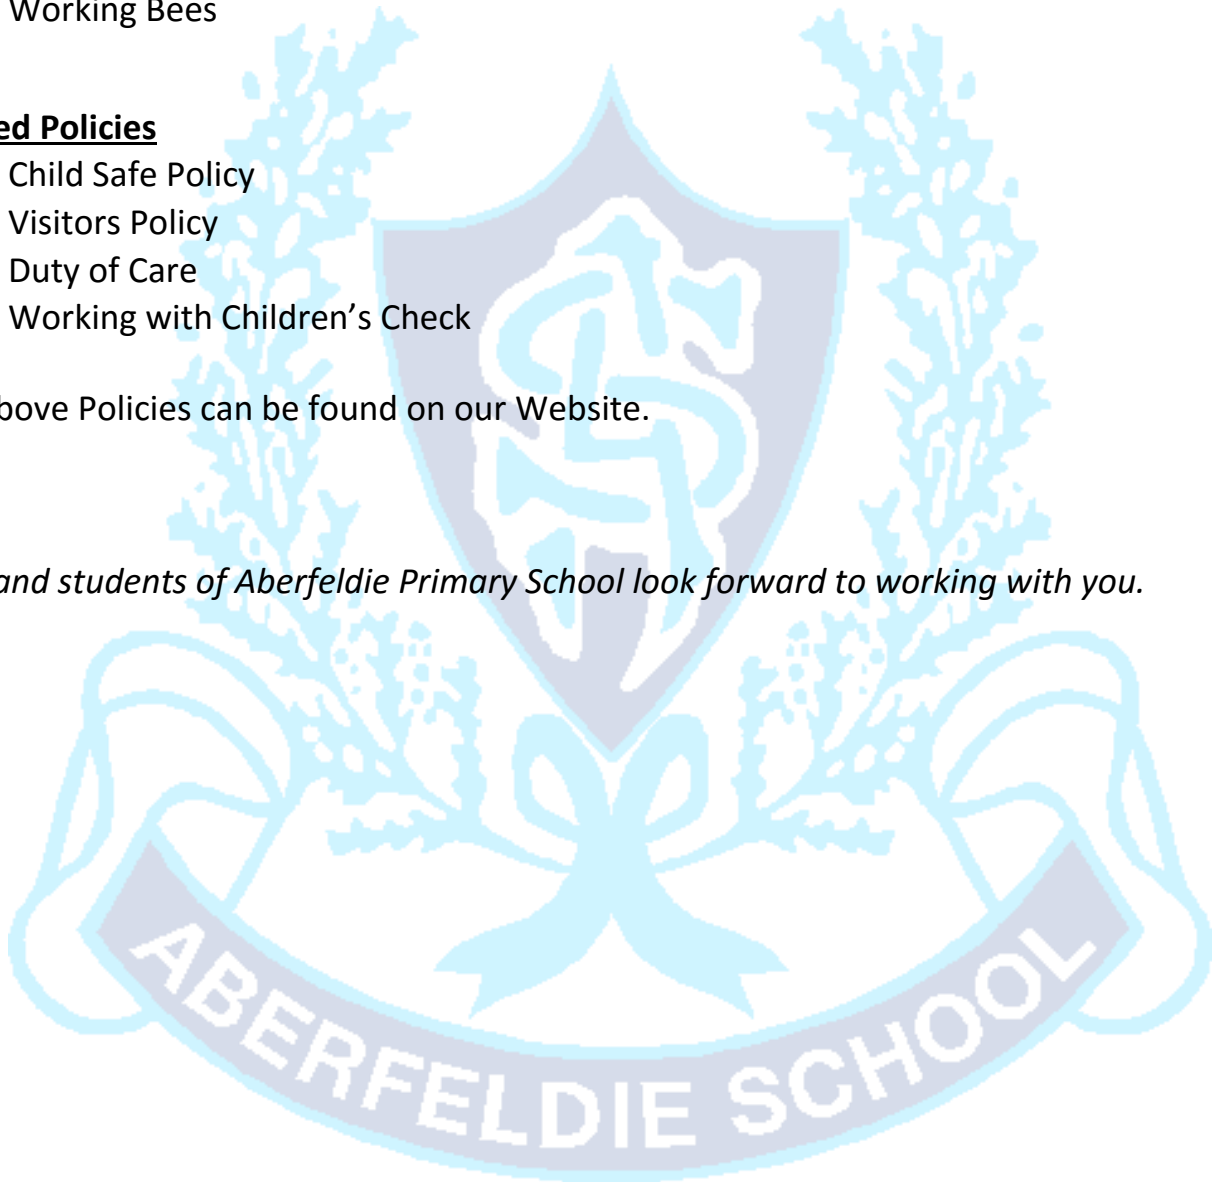 Working Bees
ed Policies
Child Safe Policy
Visitors Policy
Duty of Care
Working with Children’s Check
bove Policies can be found on our Website.
and students of Aberfeldie Primary School look forward to working with you.
ABERFELDIE SCHOOL